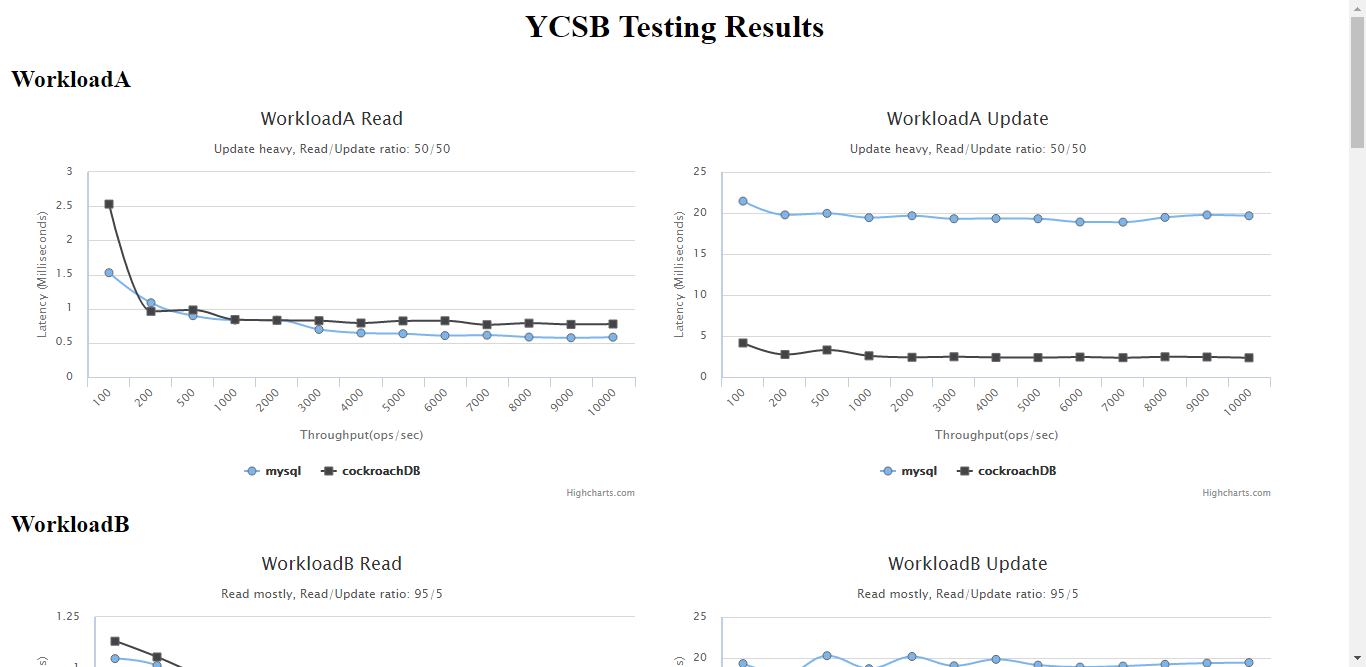 YCSB Testing Results
WorkloadA
WorkloadA Read
Update heavy, Read/Update ratio: 50/50
Latency (Milliseconds)
3
2.5
2
1.5
1
0.5
0
100 200 500 1000 2000 3000 4000 5000 6000 7000 8000 9000 10000
Throughput(ops/sec)
mysql cockroachDB
Highcharts.com
WorkloadA Update
Update heavy, Read/Update ratio: 50/50
Latency (Milliseconds)
25
20
15
10
5
0
100 200 500 1000 2000 3000 4000 5000 6000 7000 8000 9000 10000
Throughput(ops/sec)
mysql cockroachDB
Highcharts.com
WorkloadB
WorkloadB Read
Read mostly, Read/Update ratio: 95/5
1.25
1
WorkloadB Update
Read mostly, Read/Update ratio: 95/5
25
20